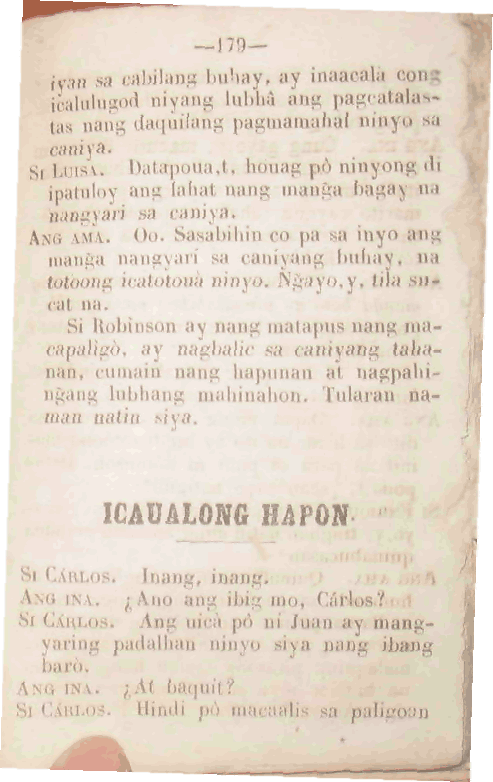 —179—
iyan sa cabilang buhay, ay inaacala cong
icalulugod niyang lubhâ ang pagcatalas-
tas nang daquilang pagmamahal ninyo sa
caniya.
SI LUISA. Datapoua,t, houag pô ninyong di
ipatuloy ang lahat nang manğa bagay na
nangyari sa caniya.
ANG AMA. Oo. Sasabihin co pa sa inyo ang
manğa nangyari sa caniyang buhay, na
totoong icatotouà ninyo. Nğayo,y, tila su-
cat na.
Si Robinson ay nang matapus nang ma-
capaligò, ay nagbalic sa caniyang taha-
nan, cumain nang hapunan at nagpahi-
nğang lubhang mahinahon. Tularan na-
man natin siya.
ICAUALONG HAPON.
SI CÁRLOS. Inang, inang.
ANG INA. ¿Ano ang ibig mo, Cárlos?
SI CÁRLOS. Ang uicà pô ni Juan ay mang-
yaring padalhan ninyo siya nang ibang
barò.
ANG INA. ¿At baquit?
SI CÁRLOS. Hindi pô macaalis sa paligoan